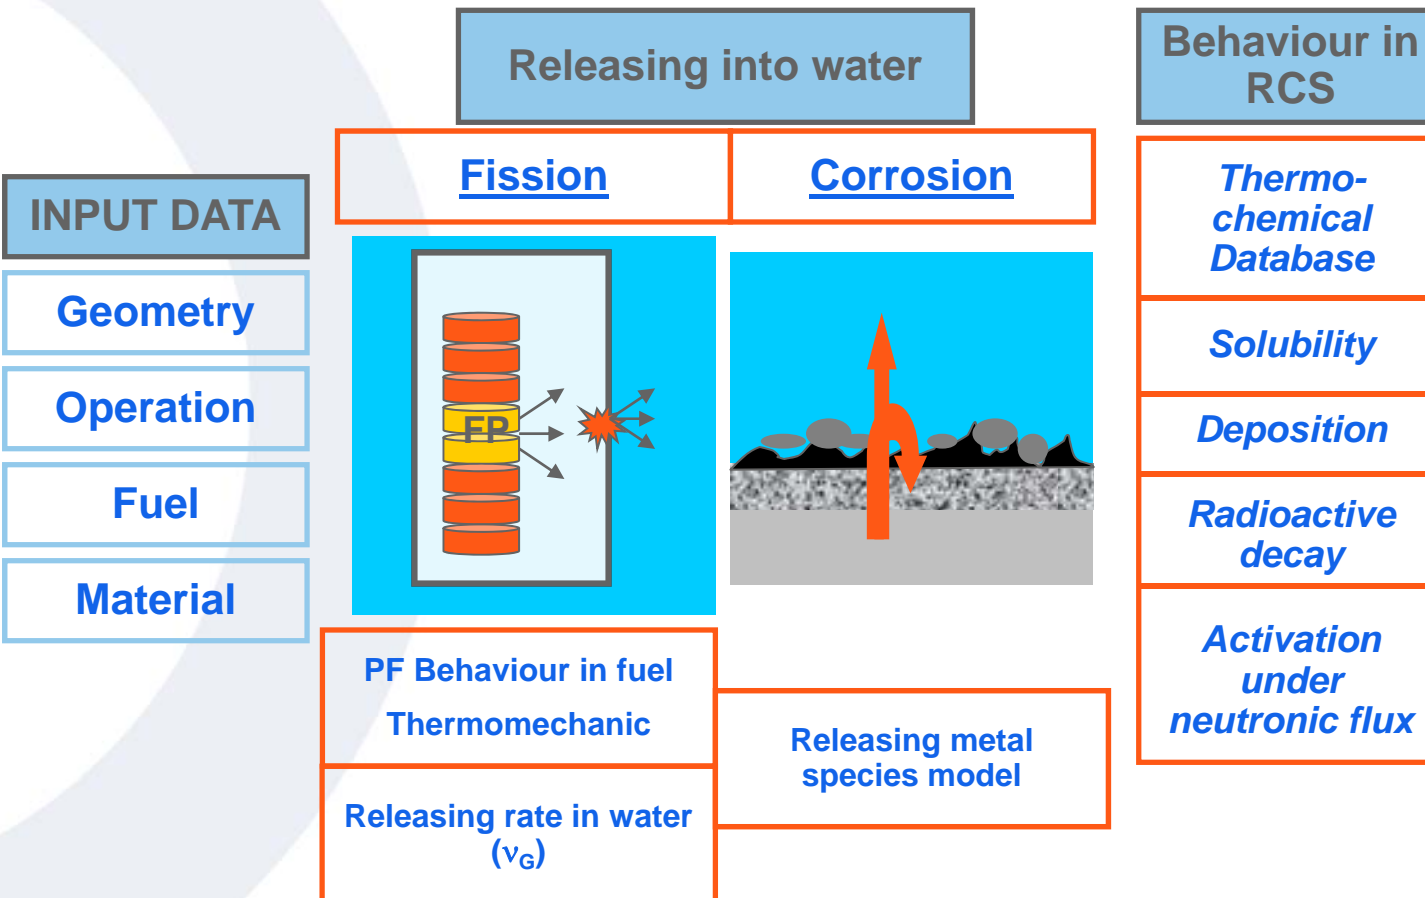 INPUT DATA
Geometry
Operation
Fuel
Material
Releasing into water
Fission
Corrosion
FP
PF Behaviour in fuel
Thermomechanic
Releasing rate in water
(νG)
Releasing metal
species model
Behaviour in
RCS
Thermo-
chemical
Database
Solubility
Deposition
Radioactive
decay
Activation
under
neutronic flux